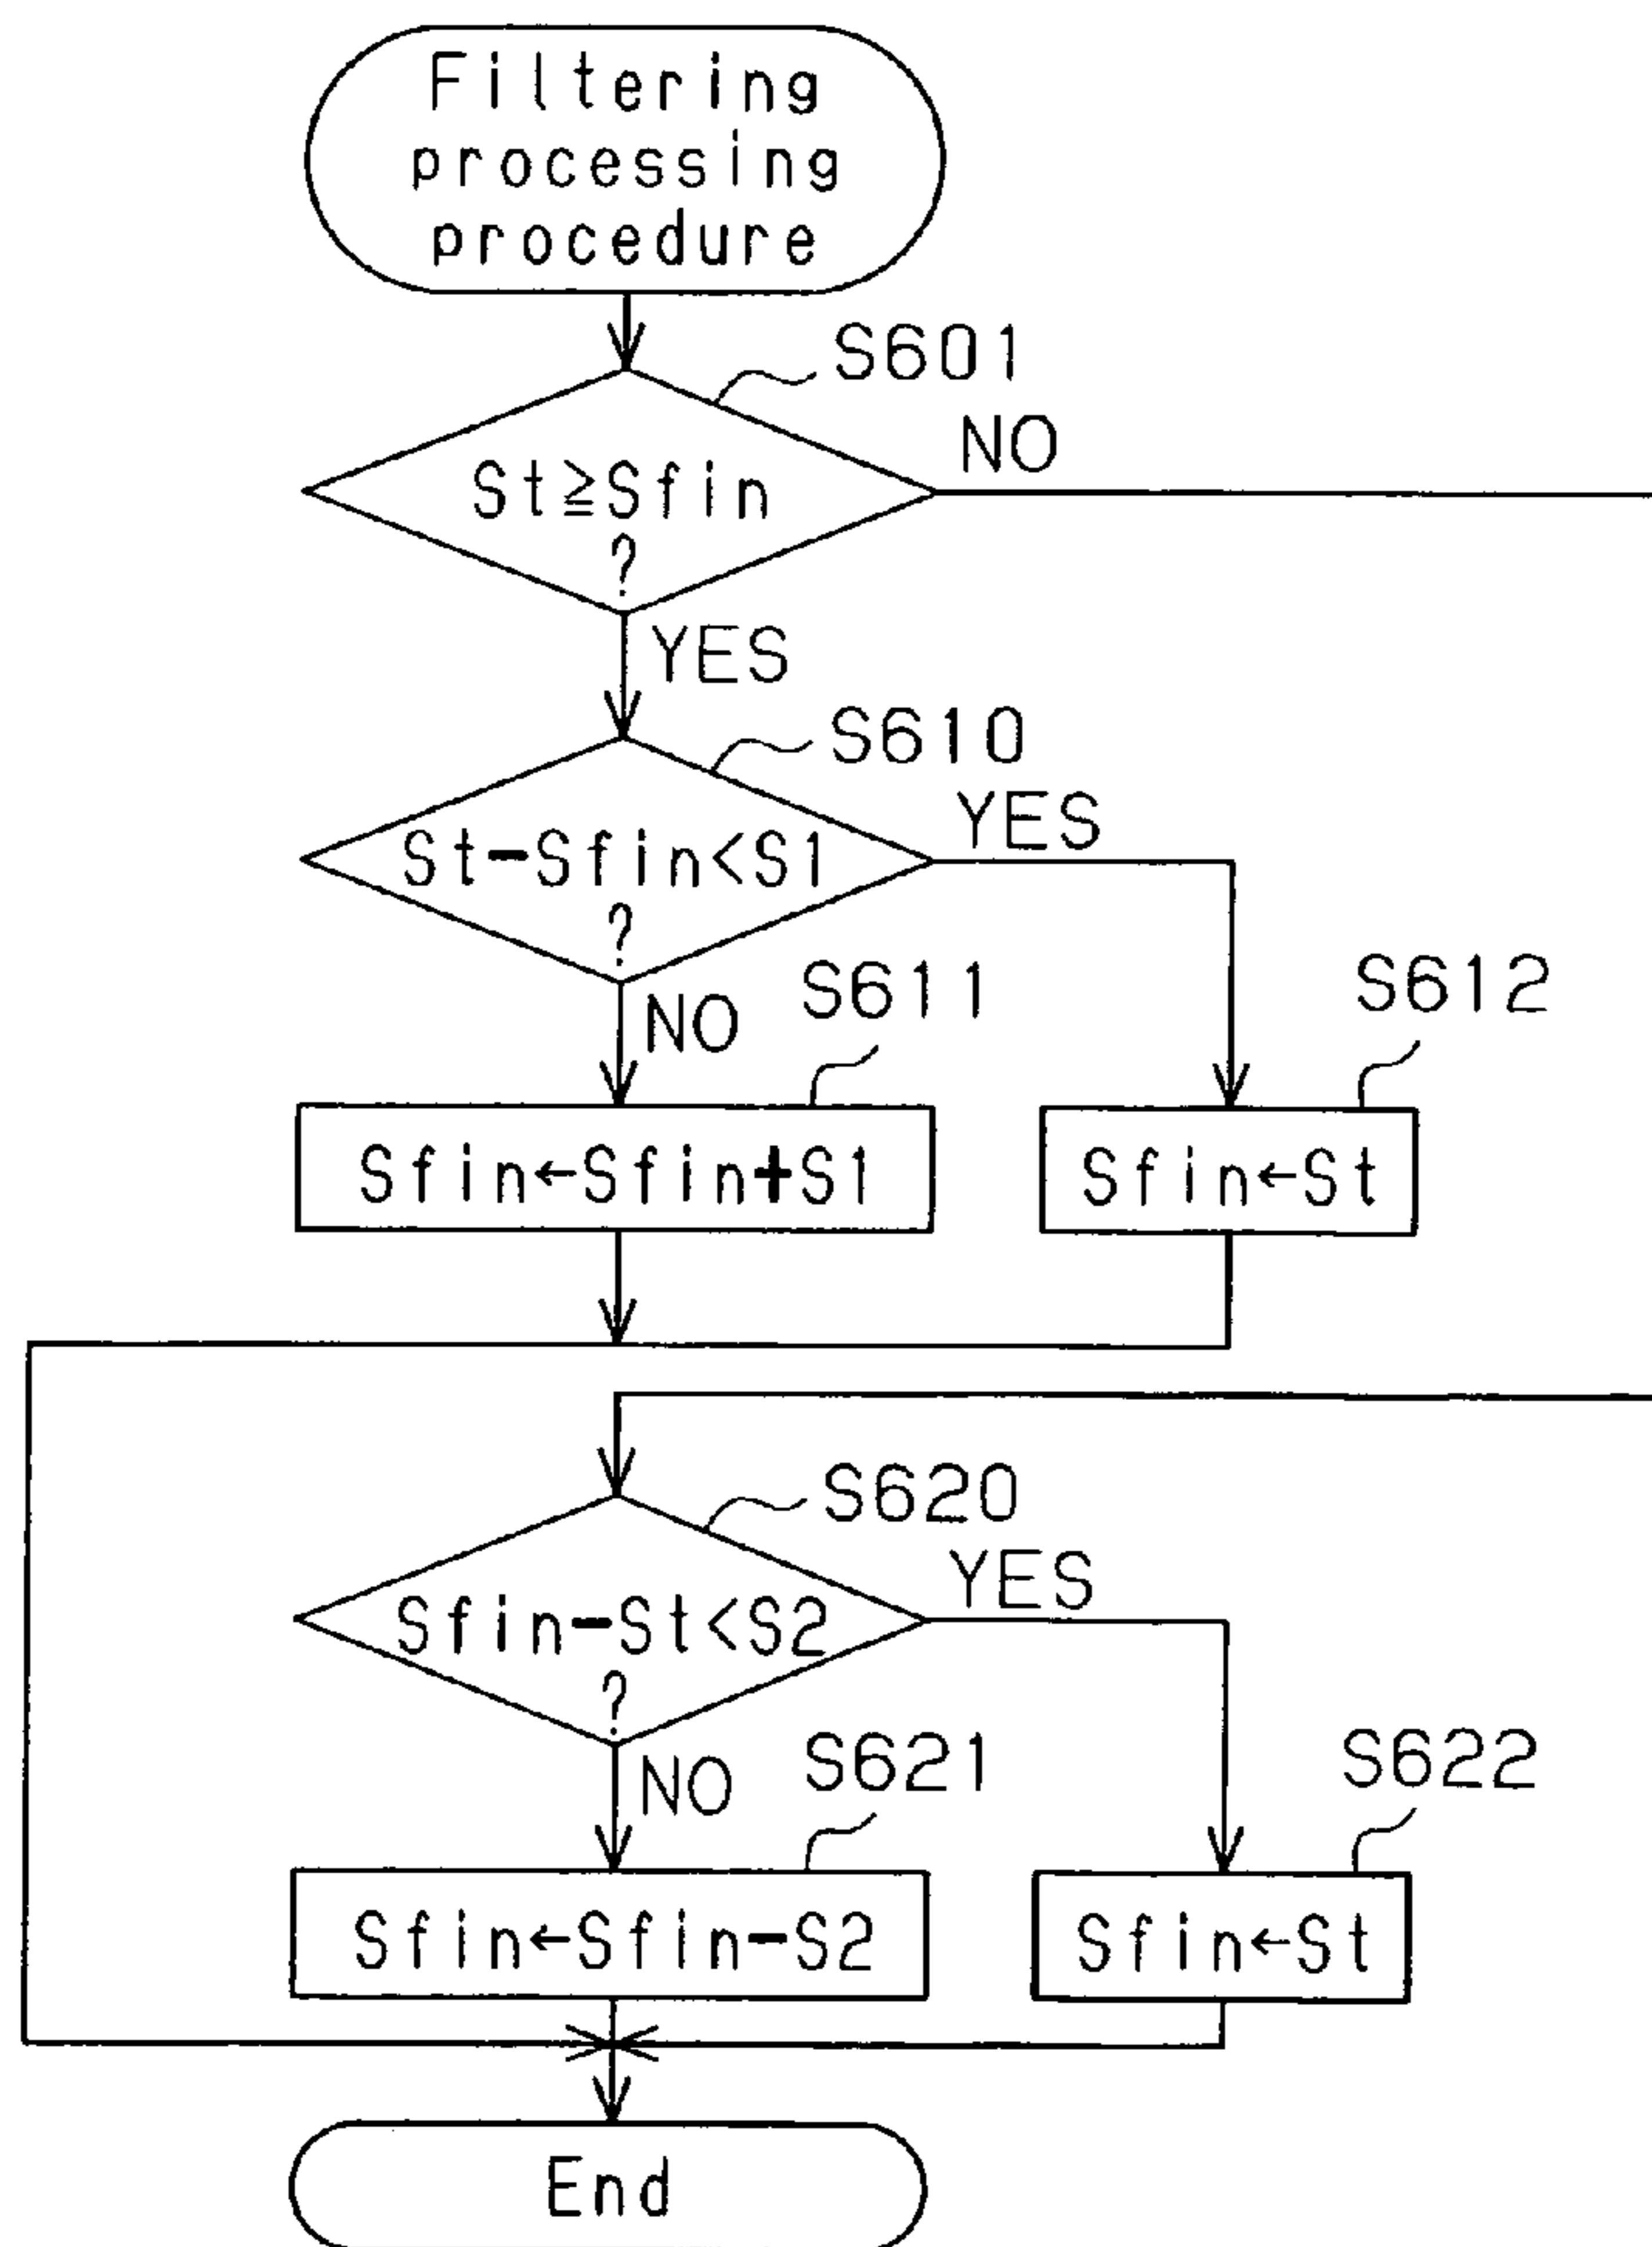 Filtering
processing
procedure
S601
St≧Sfin
?
NO
YES
S610
St-Sfin<S1
?
YES
NO
S611
S612
Sfin←Sfin+S1
Sfin←St
S620
Sfin-St<S2
?
YES
NO
S621
S622
Sfin←Sfin-S2
Sfin←St
End